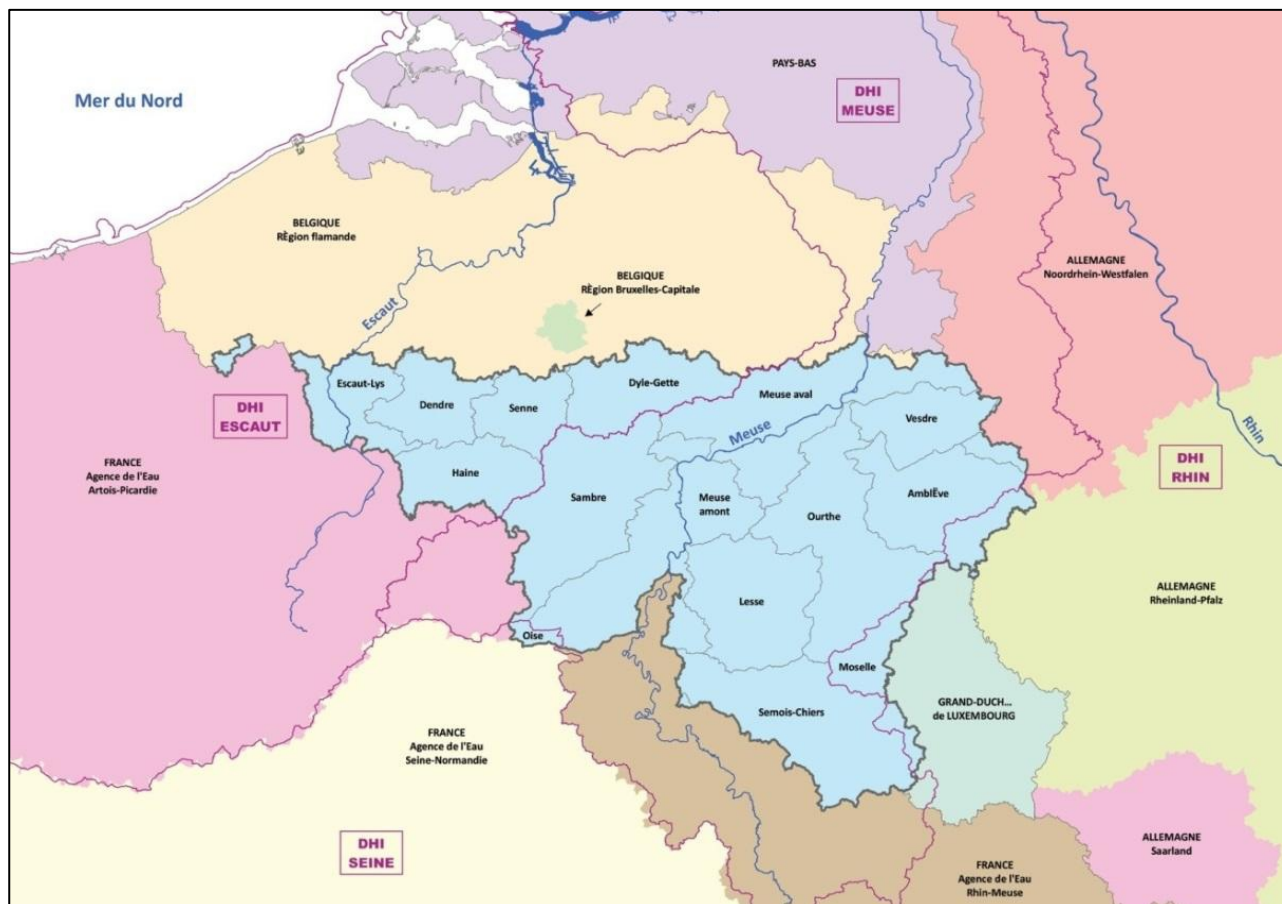 PAYS-BAS
DHI
MEUSE
Mer du Nord
BELGIQUE
RÈgion flamande
ALLEMAGNE
Noordrhein-Westfalen
BELGIQUE
RÈgion Bruxelles-Capitale
Escaut
Escaut-Lys
Dyle-Gette
Meuse aval
Dendre
Senne
DHI
ESCAUT
Vesdre
Meuse
Rhin
FRANCE
Agence de l'Eau
Artois-Picardie
Haine
DHI
RHIN
Sambre
Meuse
amont
AmblËve
Ourthe
ALLEMAGNE
Rheinland-Pfalz
Lesse
Oise
Moselle
Semois-Chiers
GRAND-DUCH...
de LUXEMBOURG
FRANCE
Agence de l'Eau
Seine-Normandie
DHI
SEINE
ALLEMAGNE
Saarland
FRANCE
Agence de l'Eau
Rhin-Meuse